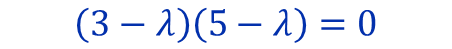 (3 − λ)(5 − λ) = 0